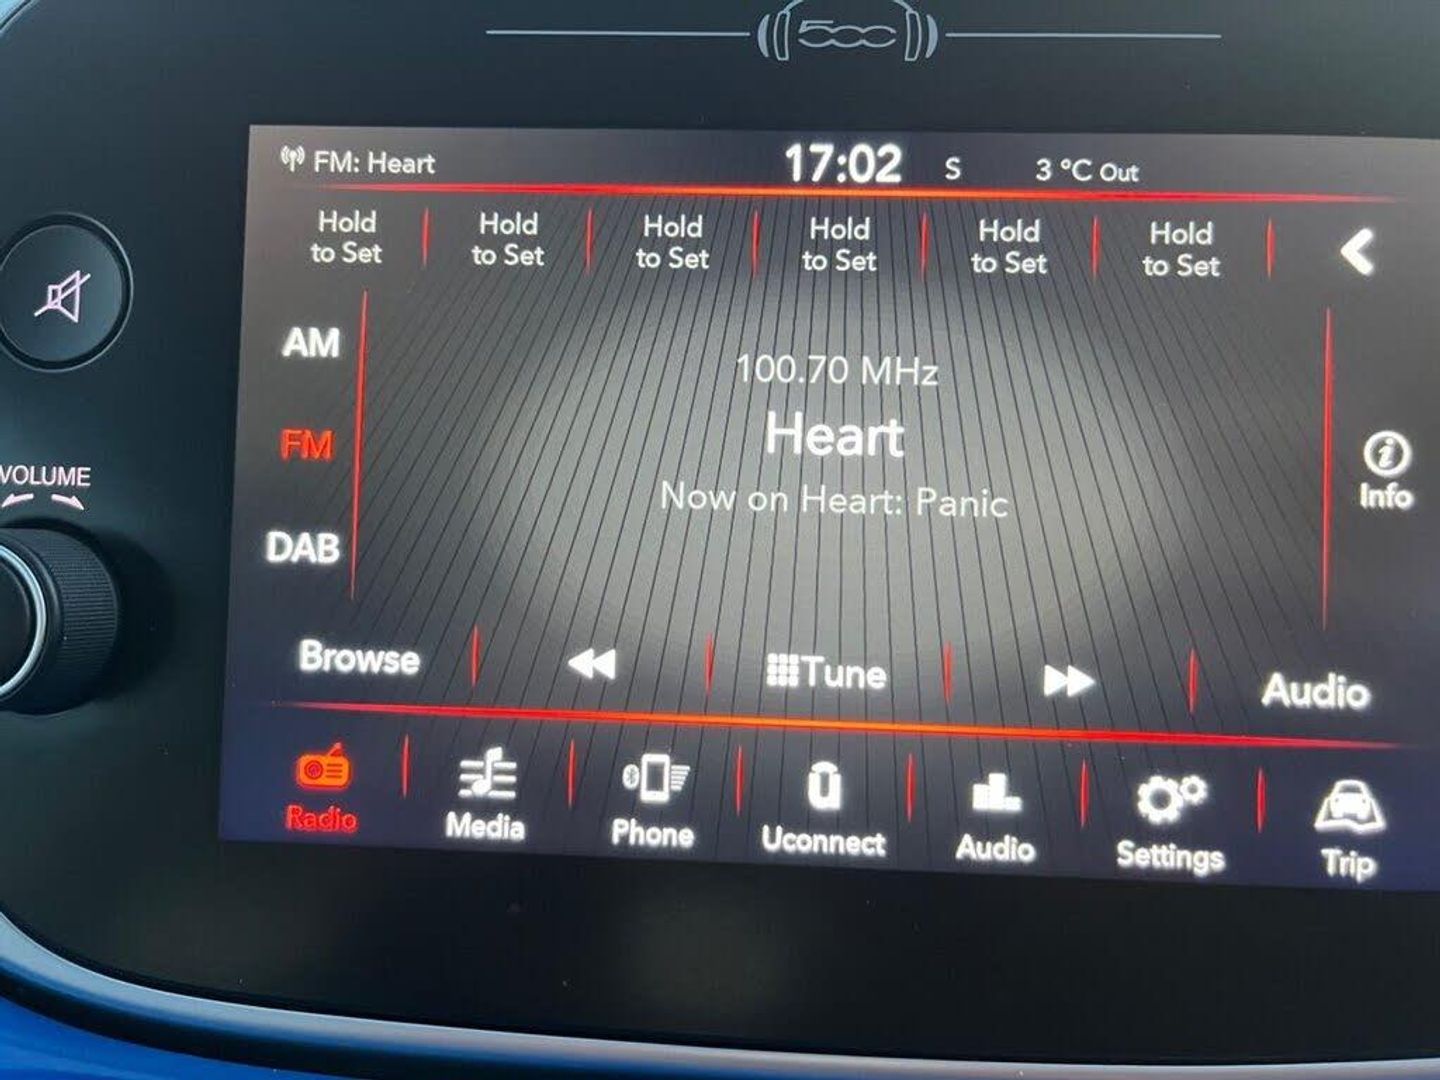 500
FM: Heart 17:02 S 3 °C Out
Hold to Set
Hold to Set
Hold to Set
Hold to Set
Hold to Set
Hold to Set
AM
FM
DAB
VOLUME
100.70 MHz
Heart
Now on Heart: Panic
Info
Browse Tune Audio
Radio Media Phone Uconnect Audio Settings Trip